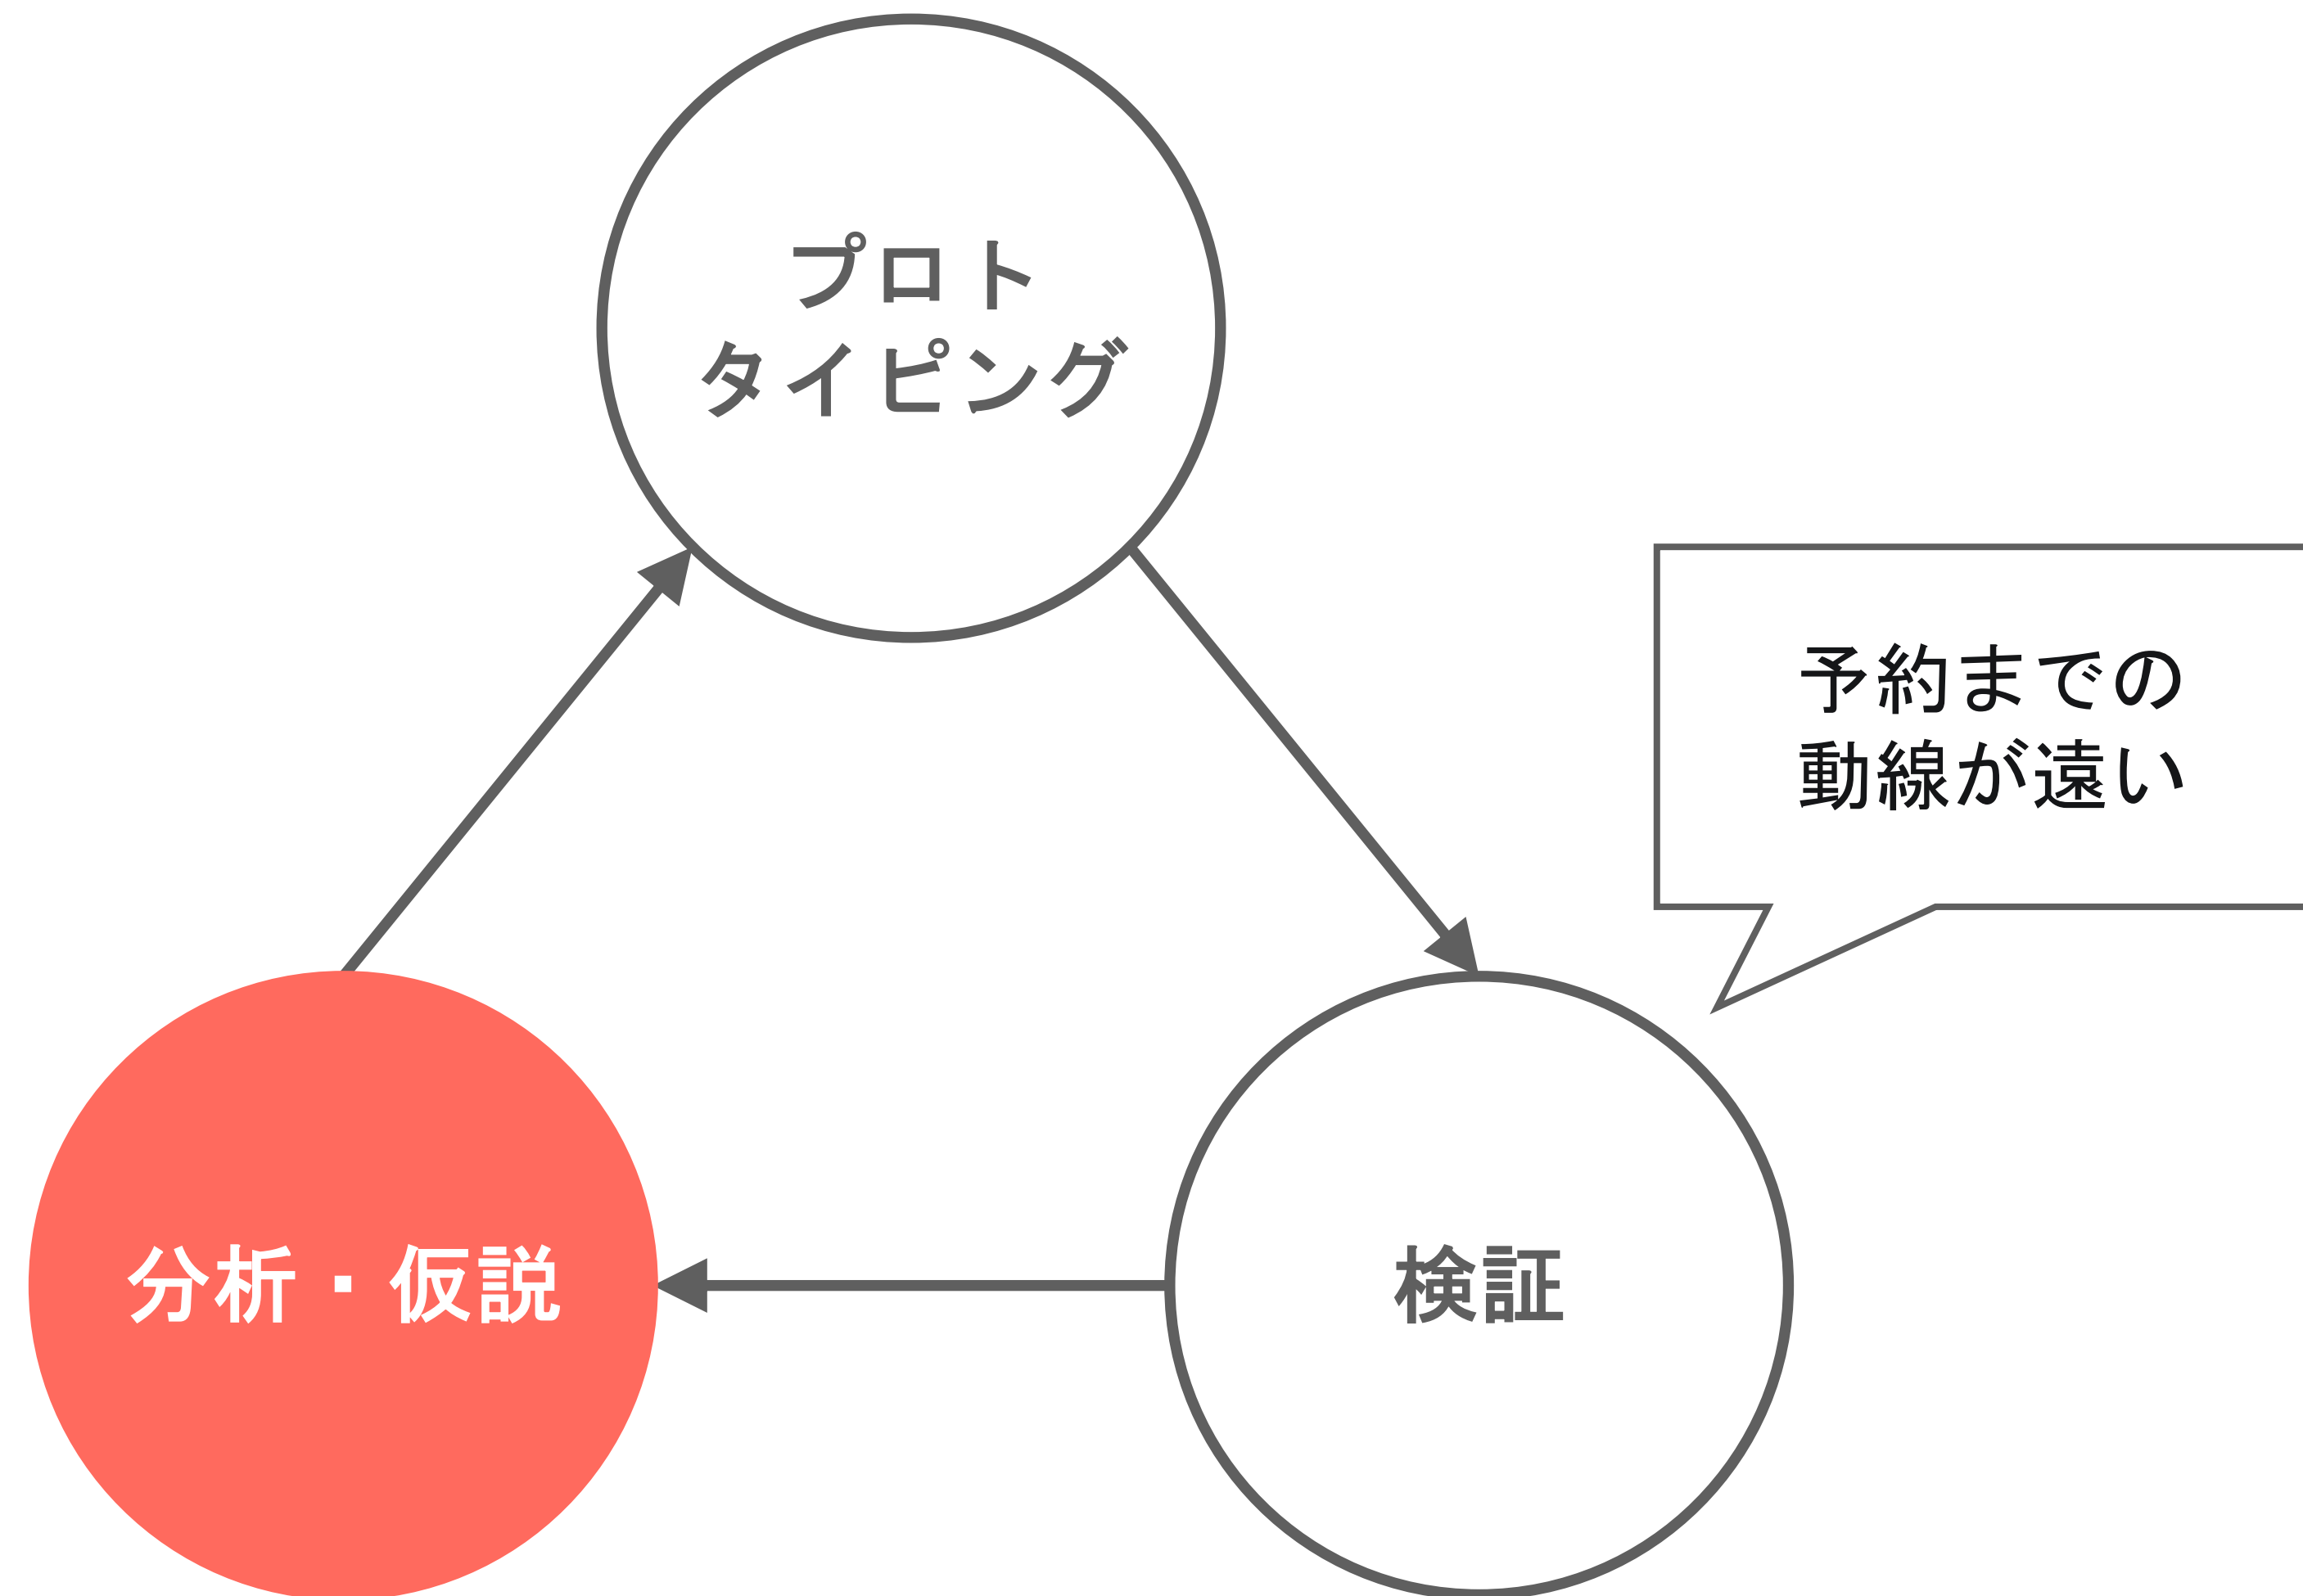 プロト
タイピング
予約までの
動線が遠い
分析・仮説
検証